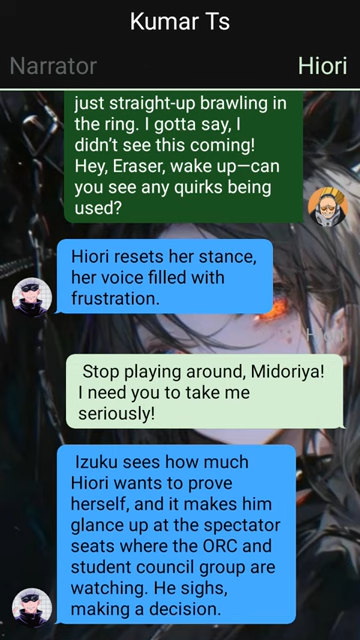 Kumar Ts
Narrator
Hiori
just straight-up brawling in
the ring. I gotta say, I
didn't see this coming!
Hey, Eraser, wake up—can
you see any quirks being
used?
Hiori resets her stance,
her voice filled with
frustration.
Stop playing around, Midoriya!
I need you to take me
seriously!
Izuku sees how much
Hiori wants to prove
herself, and it makes him
glance up at the spectator
seats where the ORC and
student council group are
watching. He sighs,
making a decision.